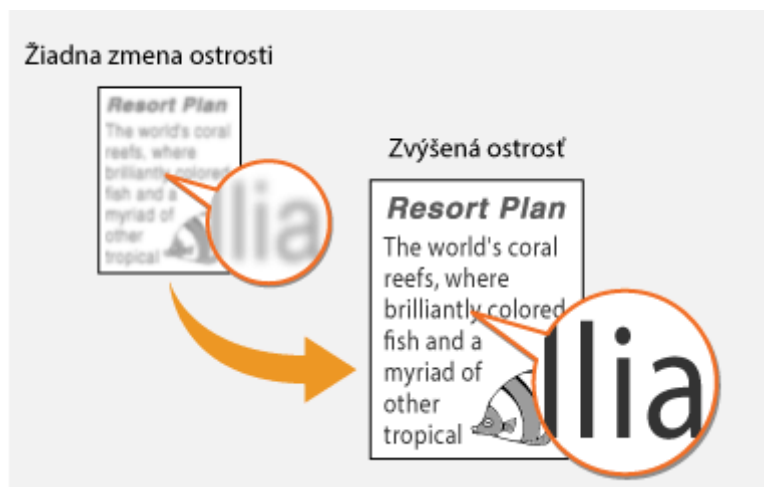 Žiadna zmena ostrosti
Resort Plan
The world's coral
reefs, where
brilliantly colored
fish and a
myriad of
other
tropical
lia
Zvýšená ostrosť
Resort Plan
The world's coral
reefs, where
brilliantly colored
fish and a
myriad of
other
tropical
llia